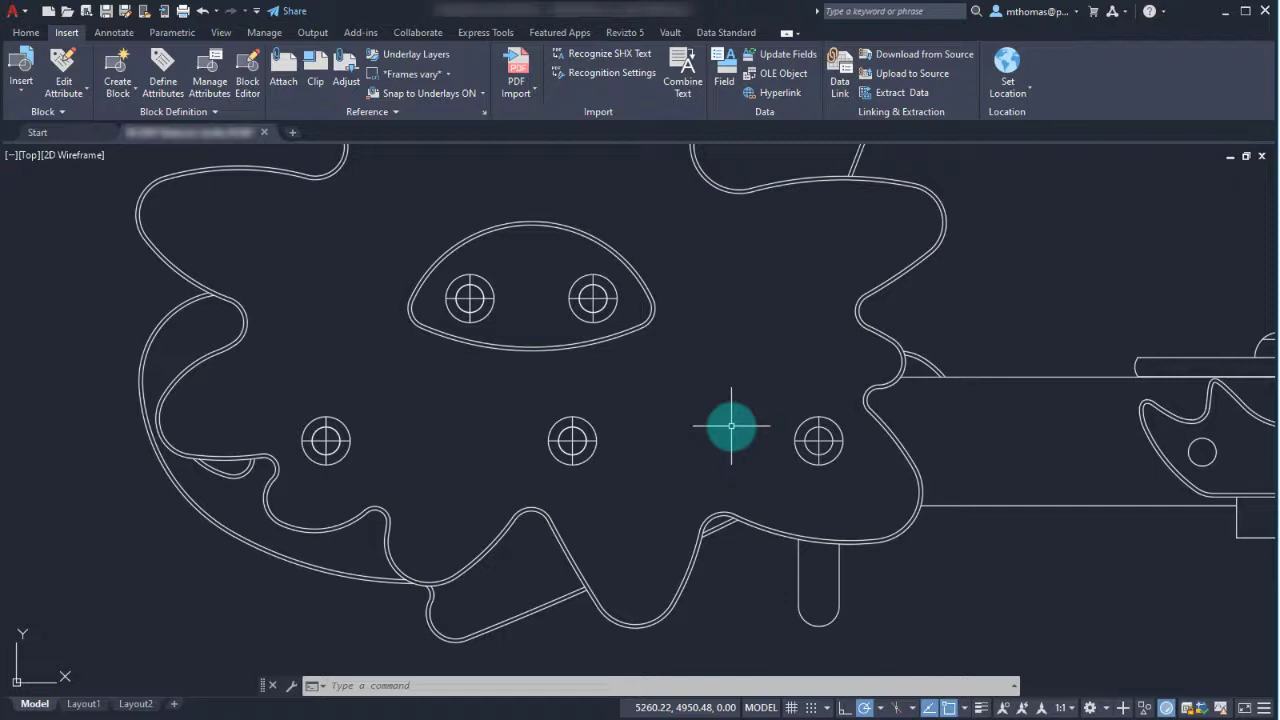 A Share Type a keyword or phrase mthomas@p...
Home Insert Annotate Parametric View Manage Output Add-ins Collaborate Express Tools Featured Apps Revizto 5 Vault Data Standard
Insert
Edit Attribute
Create Block
Define Attributes
Manage Attributes
Block Editor
Attach
Clip
Adjust
Underlay Layers
*Frames vary*
Snap to Underlays ON
PDF Import
Recognize SHX Text
Recognition Settings
Combine Text
Field
Update Fields
OLE Object
Hyperlink
Data Link
Download from Source
Upload to Source
Extract Data
Set Location
Block Block Definition Reference Import Data Linking & Extraction Location
Start
[−][Top][2D Wireframe]
Y
X
Type a command
Model Layout1 Layout2 5260.22, 4950.48, 0.00 MODEL 1:1